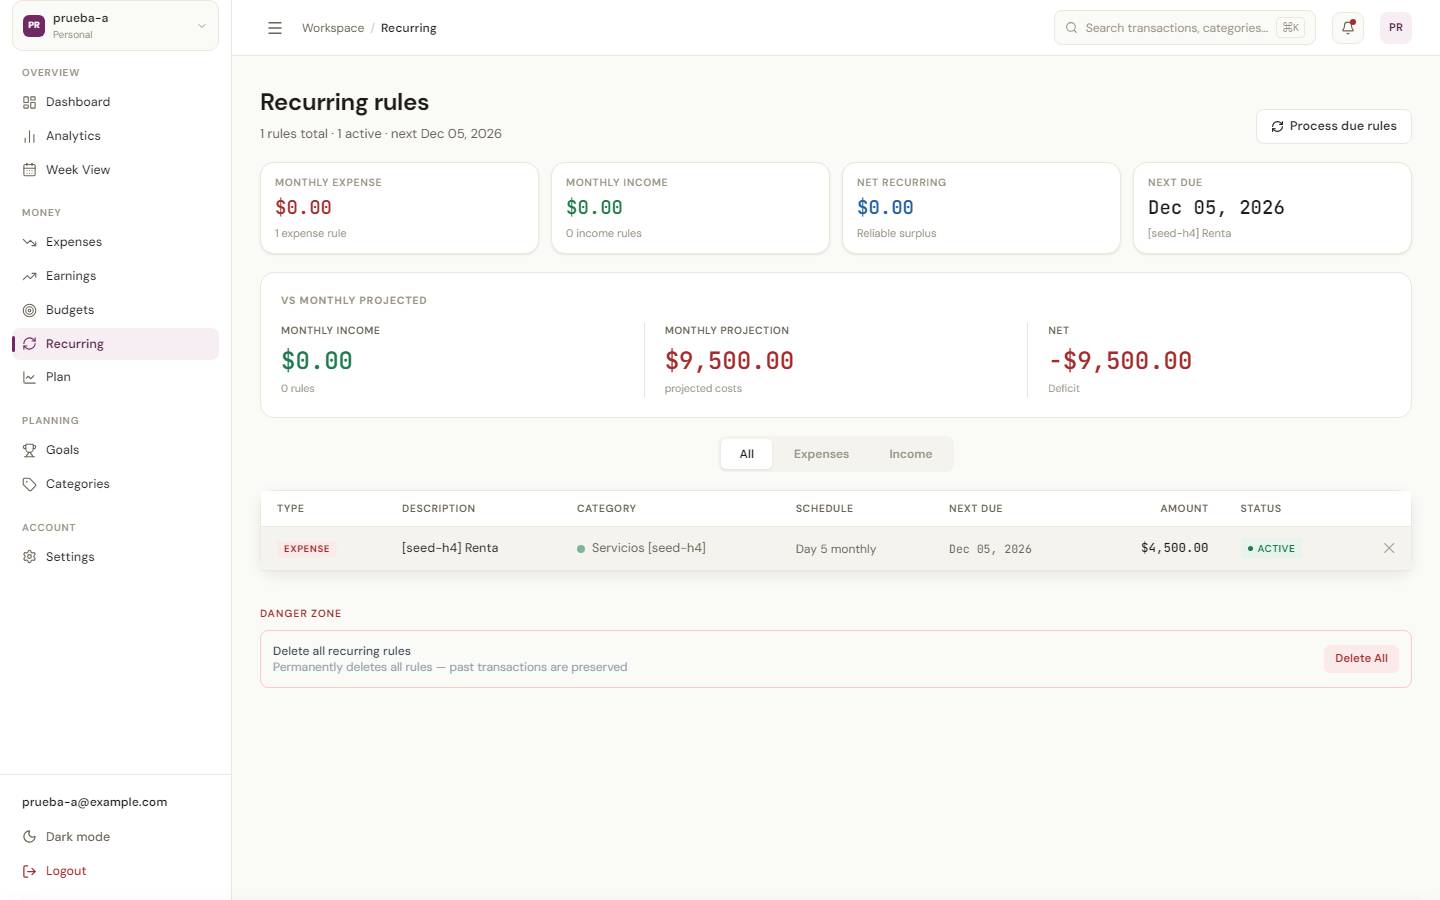 PR
prueba-a
Personal
OVERVIEW
Dashboard
Analytics
Week View
MONEY
Expenses
Earnings
Budgets
Recurring
Plan
PLANNING
Goals
Categories
ACCOUNT
Settings
prueba-a@example.com
Dark mode
Logout
Workspace / Recurring
Search transactions, categories... ⌘K
PR
Recurring rules
1 rules total · 1 active · next Dec 05, 2026
Process due rules
MONTHLY EXPENSE
$0.00
1 expense rule
MONTHLY INCOME
$0.00
0 income rules
NET RECURRING
$0.00
Reliable surplus
NEXT DUE
Dec 05, 2026
[seed-h4] Renta
VS MONTHLY PROJECTED
MONTHLY INCOME
$0.00
0 rules
MONTHLY PROJECTION
$9,500.00
projected costs
NET
-$9,500.00
Deficit
All Expenses Income
TYPE DESCRIPTION CATEGORY SCHEDULE NEXT DUE AMOUNT STATUS
EXPENSE [seed-h4] Renta Servicios [seed-h4] Day 5 monthly Dec 05, 2026 $4,500.00 ACTIVE
DANGER ZONE
Delete all recurring rules
Permanently deletes all rules — past transactions are preserved
Delete All